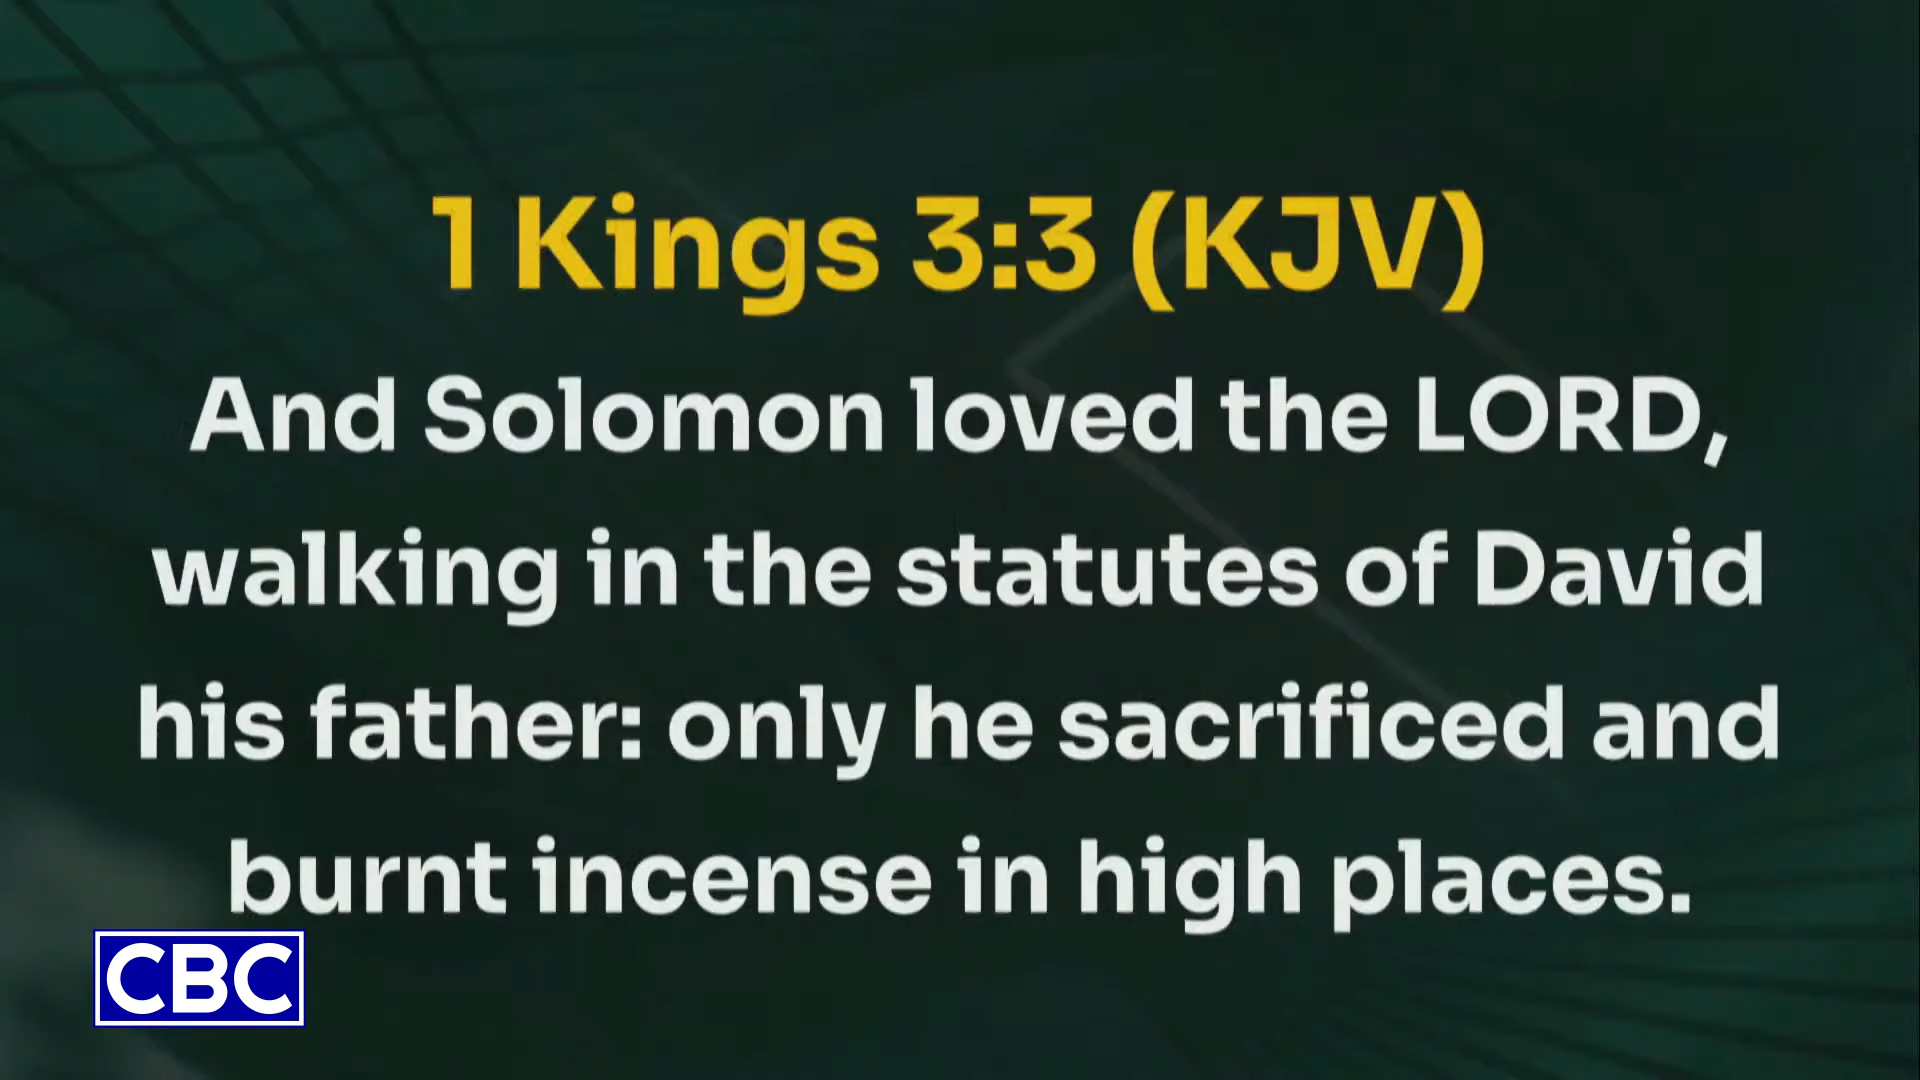 1 Kings 3:3 (KJV)
And Solomon loved the LORD,
walking in the statutes of David
his father: only he sacrificed and
burnt incense in high places.
CBC